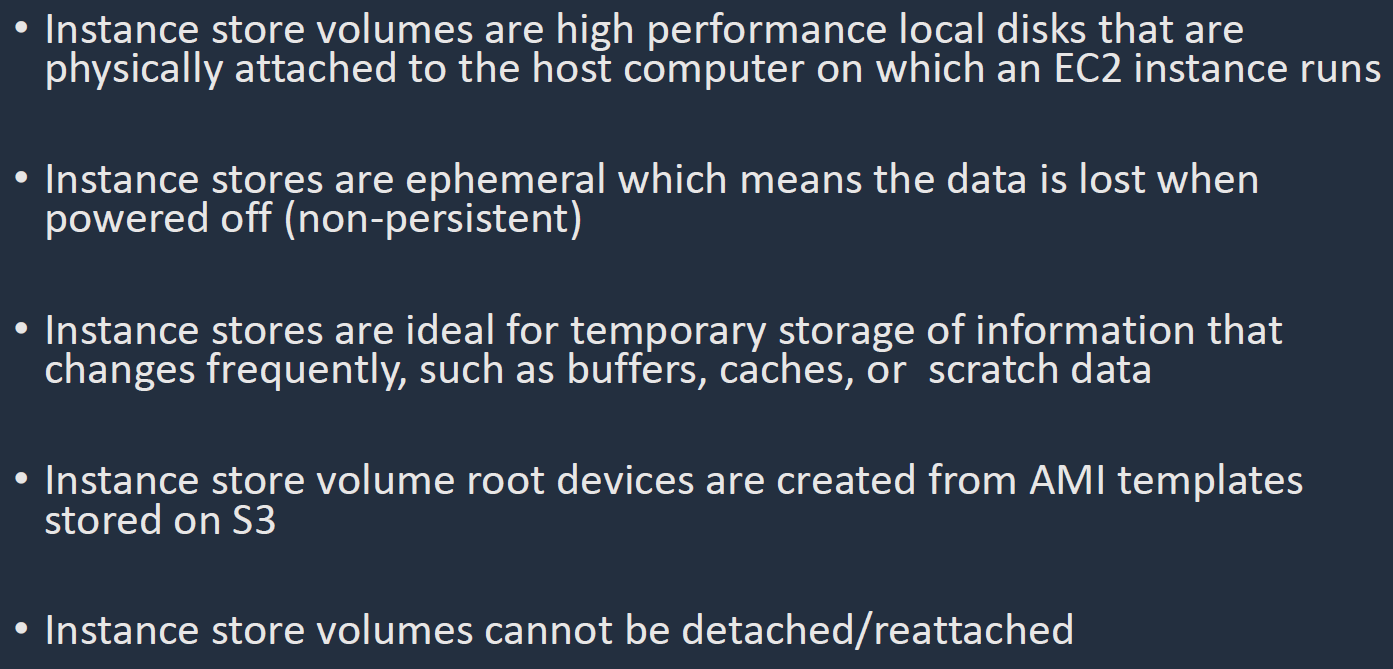 • Instance store volumes are high performance local disks that are
physically attached to the host computer on which an EC2 instance runs
• Instance stores are ephemeral which means the data is lost when
powered off (non-persistent)
• Instance stores are ideal for temporary storage of information that
changes frequently, such as buffers, caches, or  scratch data
• Instance store volume root devices are created from AMI templates
stored on S3
• Instance store volumes cannot be detached/reattached